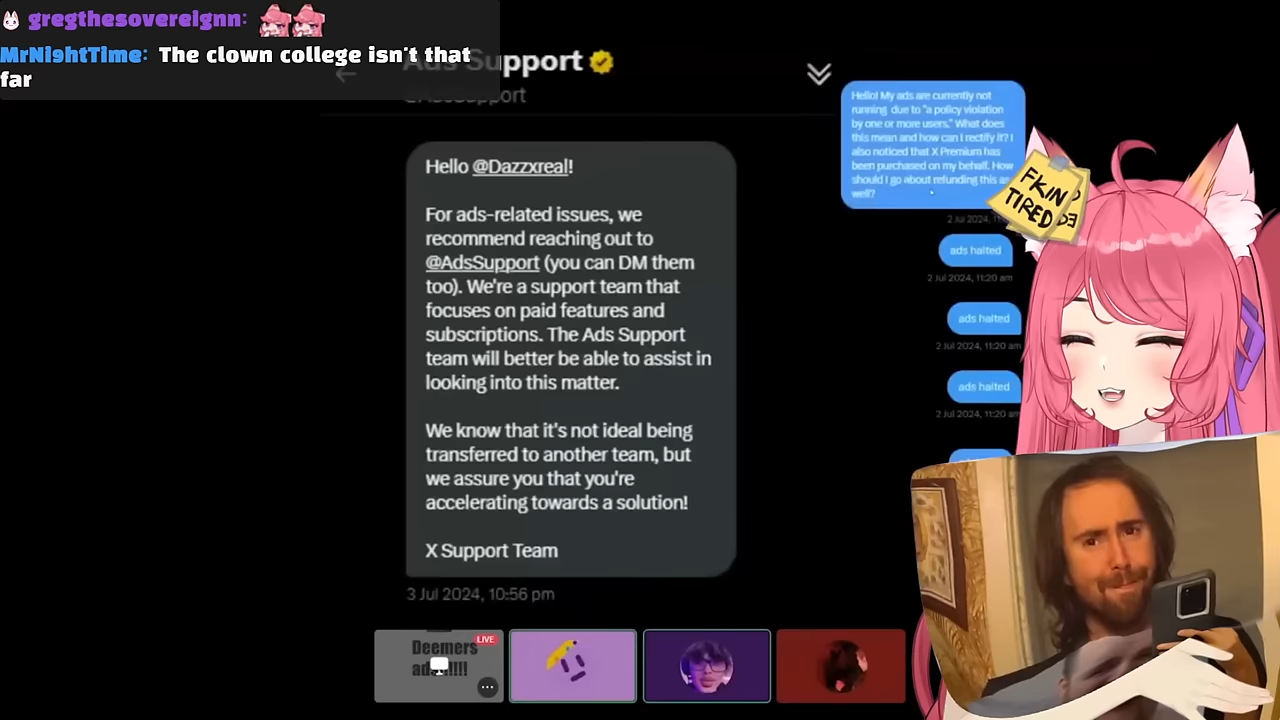 gregthesovereignn:
MrNightTime: The clown college isn't that
far
Ads Support
Hello @Dazzxreal!
For ads-related issues, we
recommend reaching out to
@AdsSupport (you can DM them
too). We're a support team that
focuses on paid features and
subscriptions. The Ads Support
team will better be able to assist in
looking into this matter.
We know that it's not ideal being
transferred to another team, but
we assure you that you're
accelerating towards a solution!
X Support Team
3 Jul 2024, 10:56 pm
Hello! My ads are currently not
running due to "a policy violation
by one or more users." What does
this mean and how can I rectify it? I
also noticed that X Premium has
been purchased on my behalf. How
should I go about refunding this as
well?
2 Jul 2024,
ads halted
2 Jul 2024, 11:20 am
ads halted
2 Jul 2024, 11:20 am
ads halted
2 Jul 2024, 11:20 am
FKIN
TIRED
Deemers
LIVE